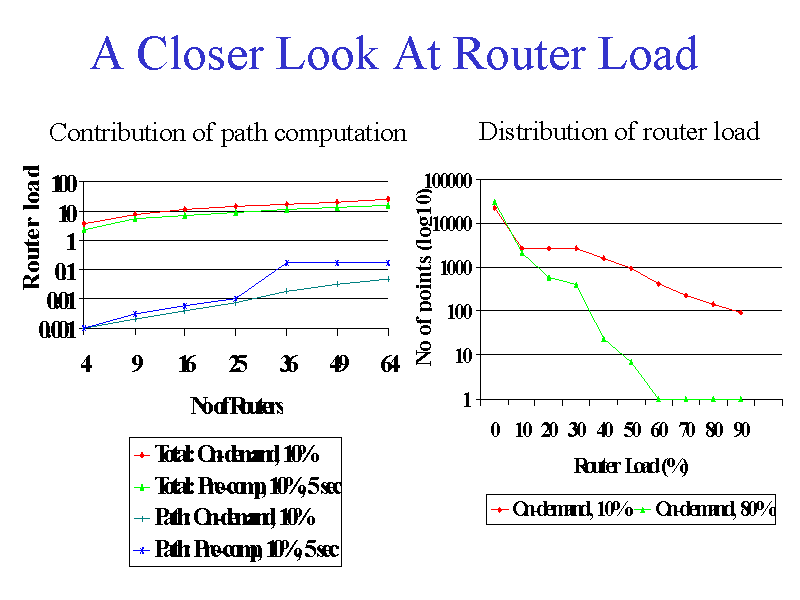 A Closer Look At Router Load
Contribution of path computation
Router load
100
10
1
0.1
0.01
0.001
4 9 16 25 36 49 64
No of Routers
Total: On-demand, 10%
Total: Pre-comp, 10%, 5 sec
Path: On-demand, 10%
Path: Pre-comp, 10%, 5 sec
Distribution of router load
No of points (log10)
100000
10000
1000
100
10
1
0 10 20 30 40 50 60 70 80 90
Router Load (%)
On-demand, 10% On-demand, 80%